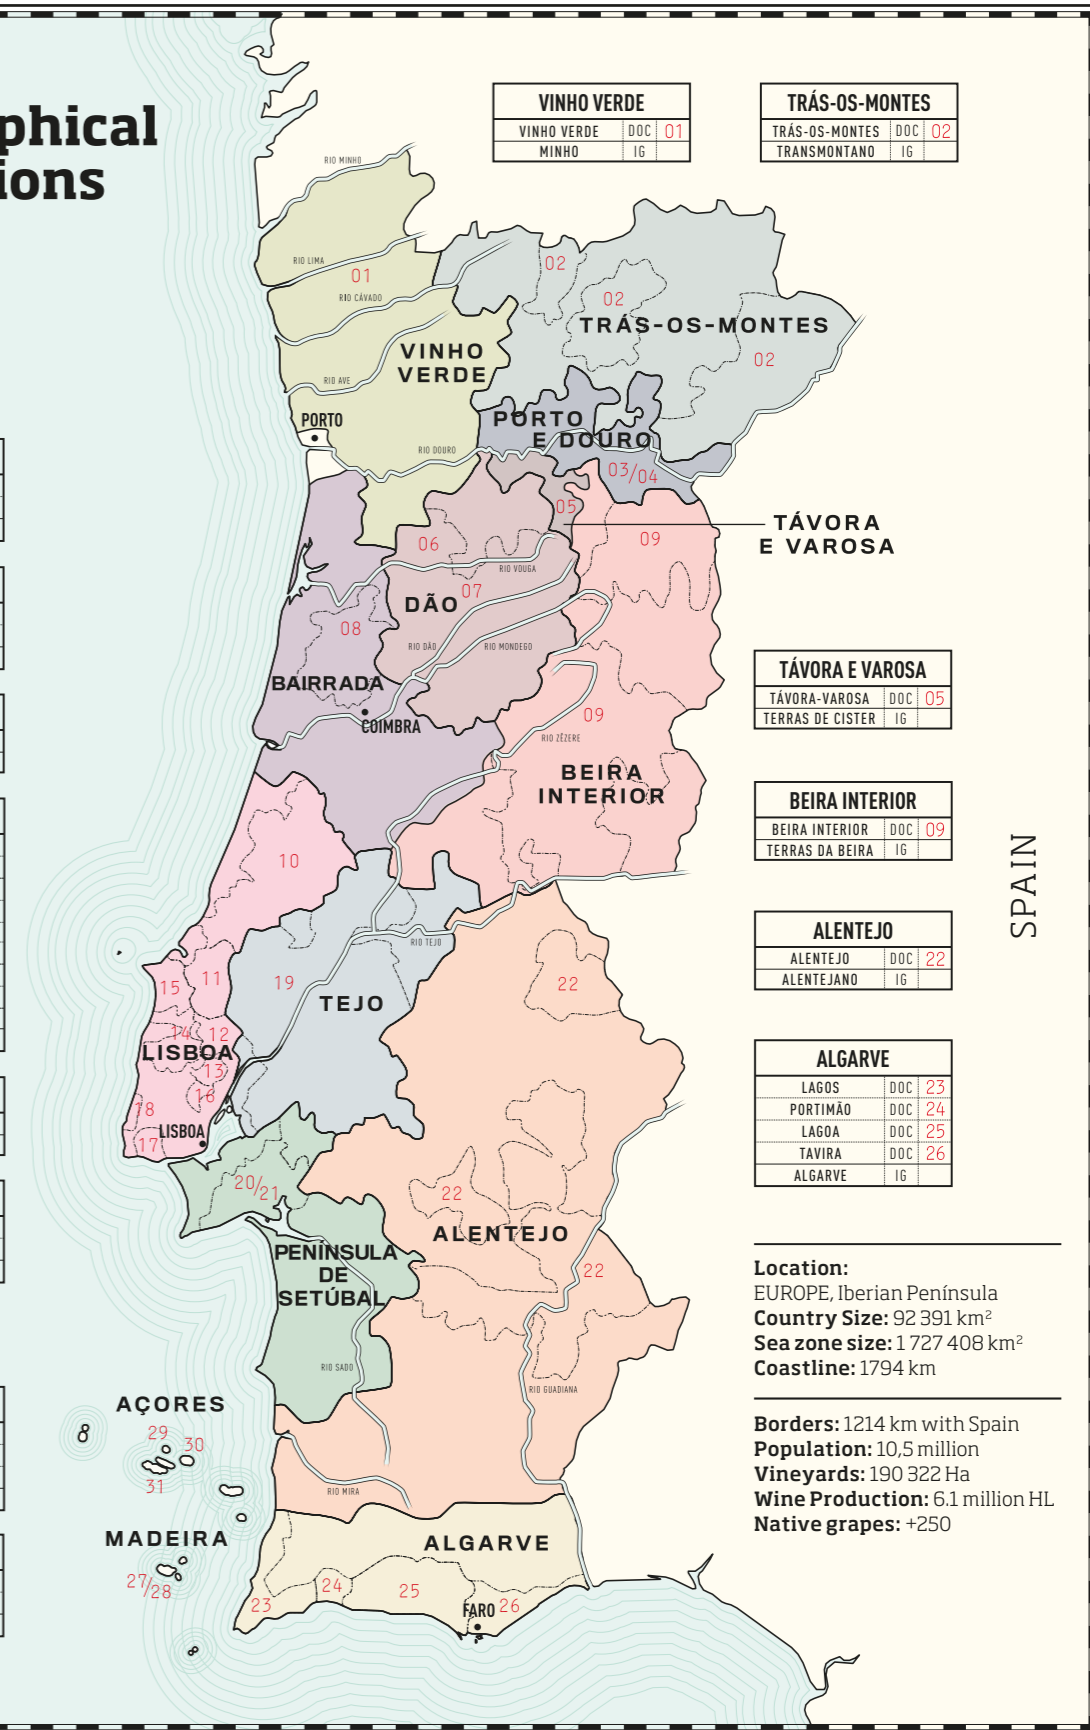 phical
ions
VINHO VERDE
VINHO VERDE DOC 01
MINHO IG
TRÁS-OS-MONTES
TRÁS-OS-MONTES DOC 02
TRANSMONTANO IG
RIO MINHO
RIO LIMA
01
RIO CÁVADO
02
02
TRÁS-OS-MONTES
02
VINHO
VERDE
RIO AVE
PORTO
RIO DOURO
PORTO
E DOURO
03/04
05
TÁVORA
E VAROSA
06
09
RIO VOUGA
DÃO
07
08
RIO DÃO
RIO MONDEGO
BAIRRADA
COIMBRA
09
RIO ZÊZERE
BEIRA
INTERIOR
TÁVORA E VAROSA
TÁVORA-VAROSA DOC 05
TERRAS DE CISTER IG
BEIRA INTERIOR
BEIRA INTERIOR DOC 09
TERRAS DA BEIRA IG
SPAIN
10
RIO TEJO
11
15
19
TEJO
22
14
12
LISBOA
13
16
18
LISBOA
17
ALENTEJO
ALENTEJO DOC 22
ALENTEJANO IG
ALGARVE
LAGOS DOC 23
PORTIMÃO DOC 24
LAGOA DOC 25
TAVIRA DOC 26
ALGARVE IG
20/21
22
ALENTEJO
22
PENÍNSULA
DE
SETÚBAL
RIO SADO
RIO GUADIANA
RIO MIRA
Location:
EUROPE, Iberian Península
Country Size: 92 391 km²
Sea zone size: 1 727 408 km²
Coastline: 1794 km
Borders: 1214 km with Spain
Population: 10,5 million
Vineyards: 190 322 Ha
Wine Production: 6.1 million HL
Native grapes: +250
AÇORES
29
30
31
MADEIRA
27/28
ALGARVE
23
24
25
FARO
26